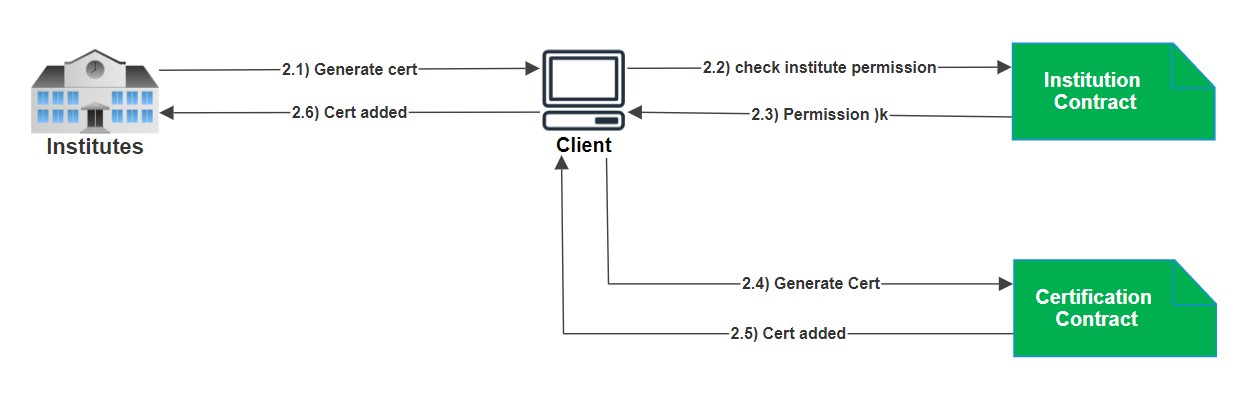 2.1) Generate cert
2.2) check institute permission
Institution
Contract
2.6) Cert added
2.3) Permission )k
Institutes
Client
2.4) Generate Cert
Certification
Contract
2.5) Cert added